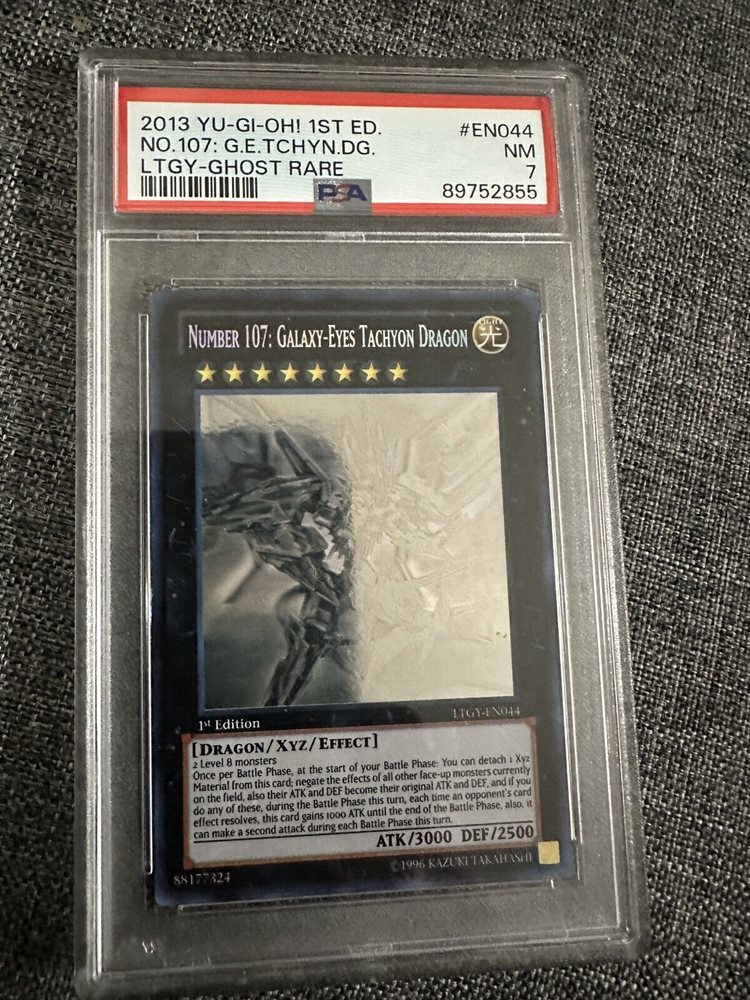 2013 YU-GI-OH! 1ST ED. #EN044
NO.107: G.E.TCHYN.DG. NM
LTGY-GHOST RARE 7
PSA 89752855
NUMBER 107: GALAXY-EYES TACHYON DRAGON
LIGHT
光
LTGY-EN044
1st Edition
[DRAGON/XYZ/EFFECT]
2 Level 8 monsters
Once per Battle Phase, at the start of your Battle Phase: You can detach 1 Xyz
Material from this card; negate the effects of all other face-up monsters currently
on the field, also their ATK and DEF become their original ATK and DEF, and if you
do any of these, during the Battle Phase this turn, each time an opponent's card
effect resolves, this card gains 1000 ATK until the end of the Battle Phase, also, it
can make a second attack during each Battle Phase this turn.
ATK/3000 DEF/2500
88177324
©1996 KAZUKI TAKAHASHI